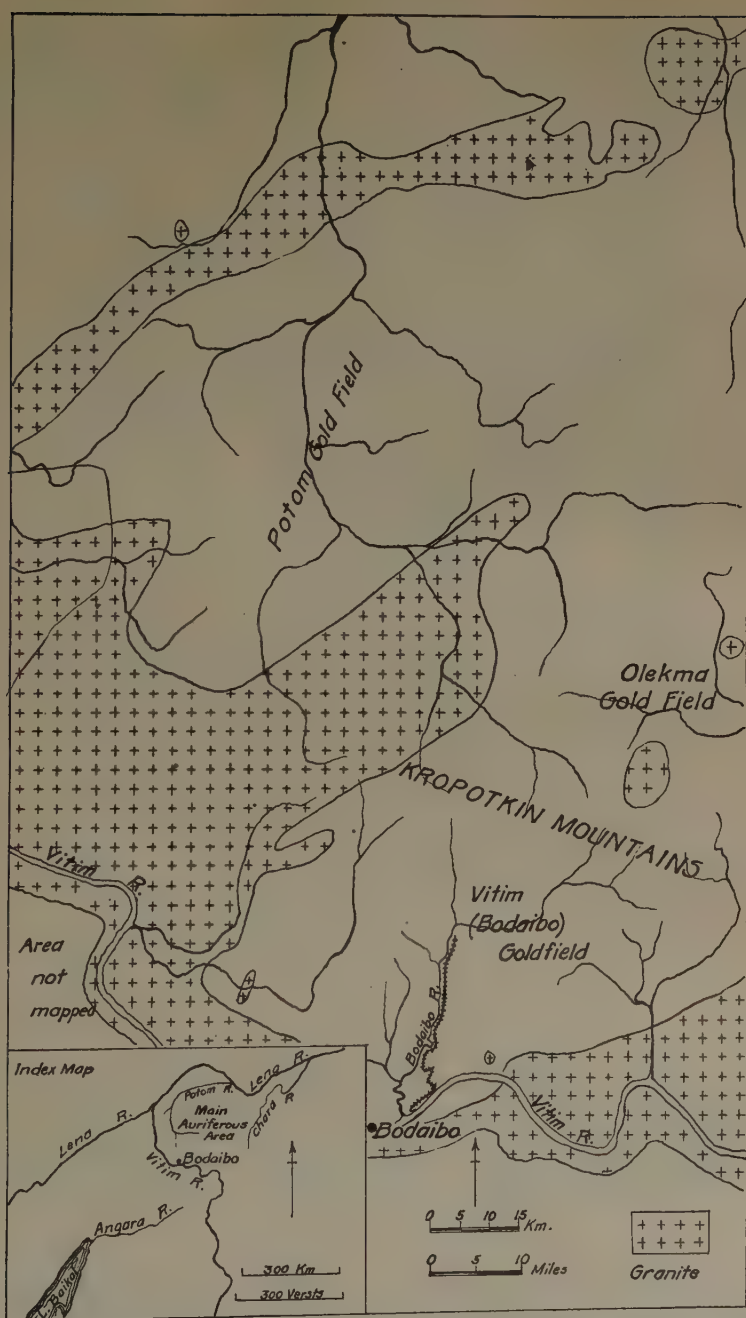 Potom Gold Field
Olekma
Gold Field
KROPOTKIN MOUNTAINS
Vitim
R.
Vitim
(Bodaibo)
Goldfield
Area
not
mapped
Bodaibo R.
Vitim
R.
Bodaibo
Index Map
Potom R.
Lena R.
Main
Auriferous
Area
Chara R
Lena R.
Bodaibo
Vitim R.
Angara R.
L. Baikal
300 Km
300 Versts
0 5 10 15
Km.
0 5 10
Miles
Granite